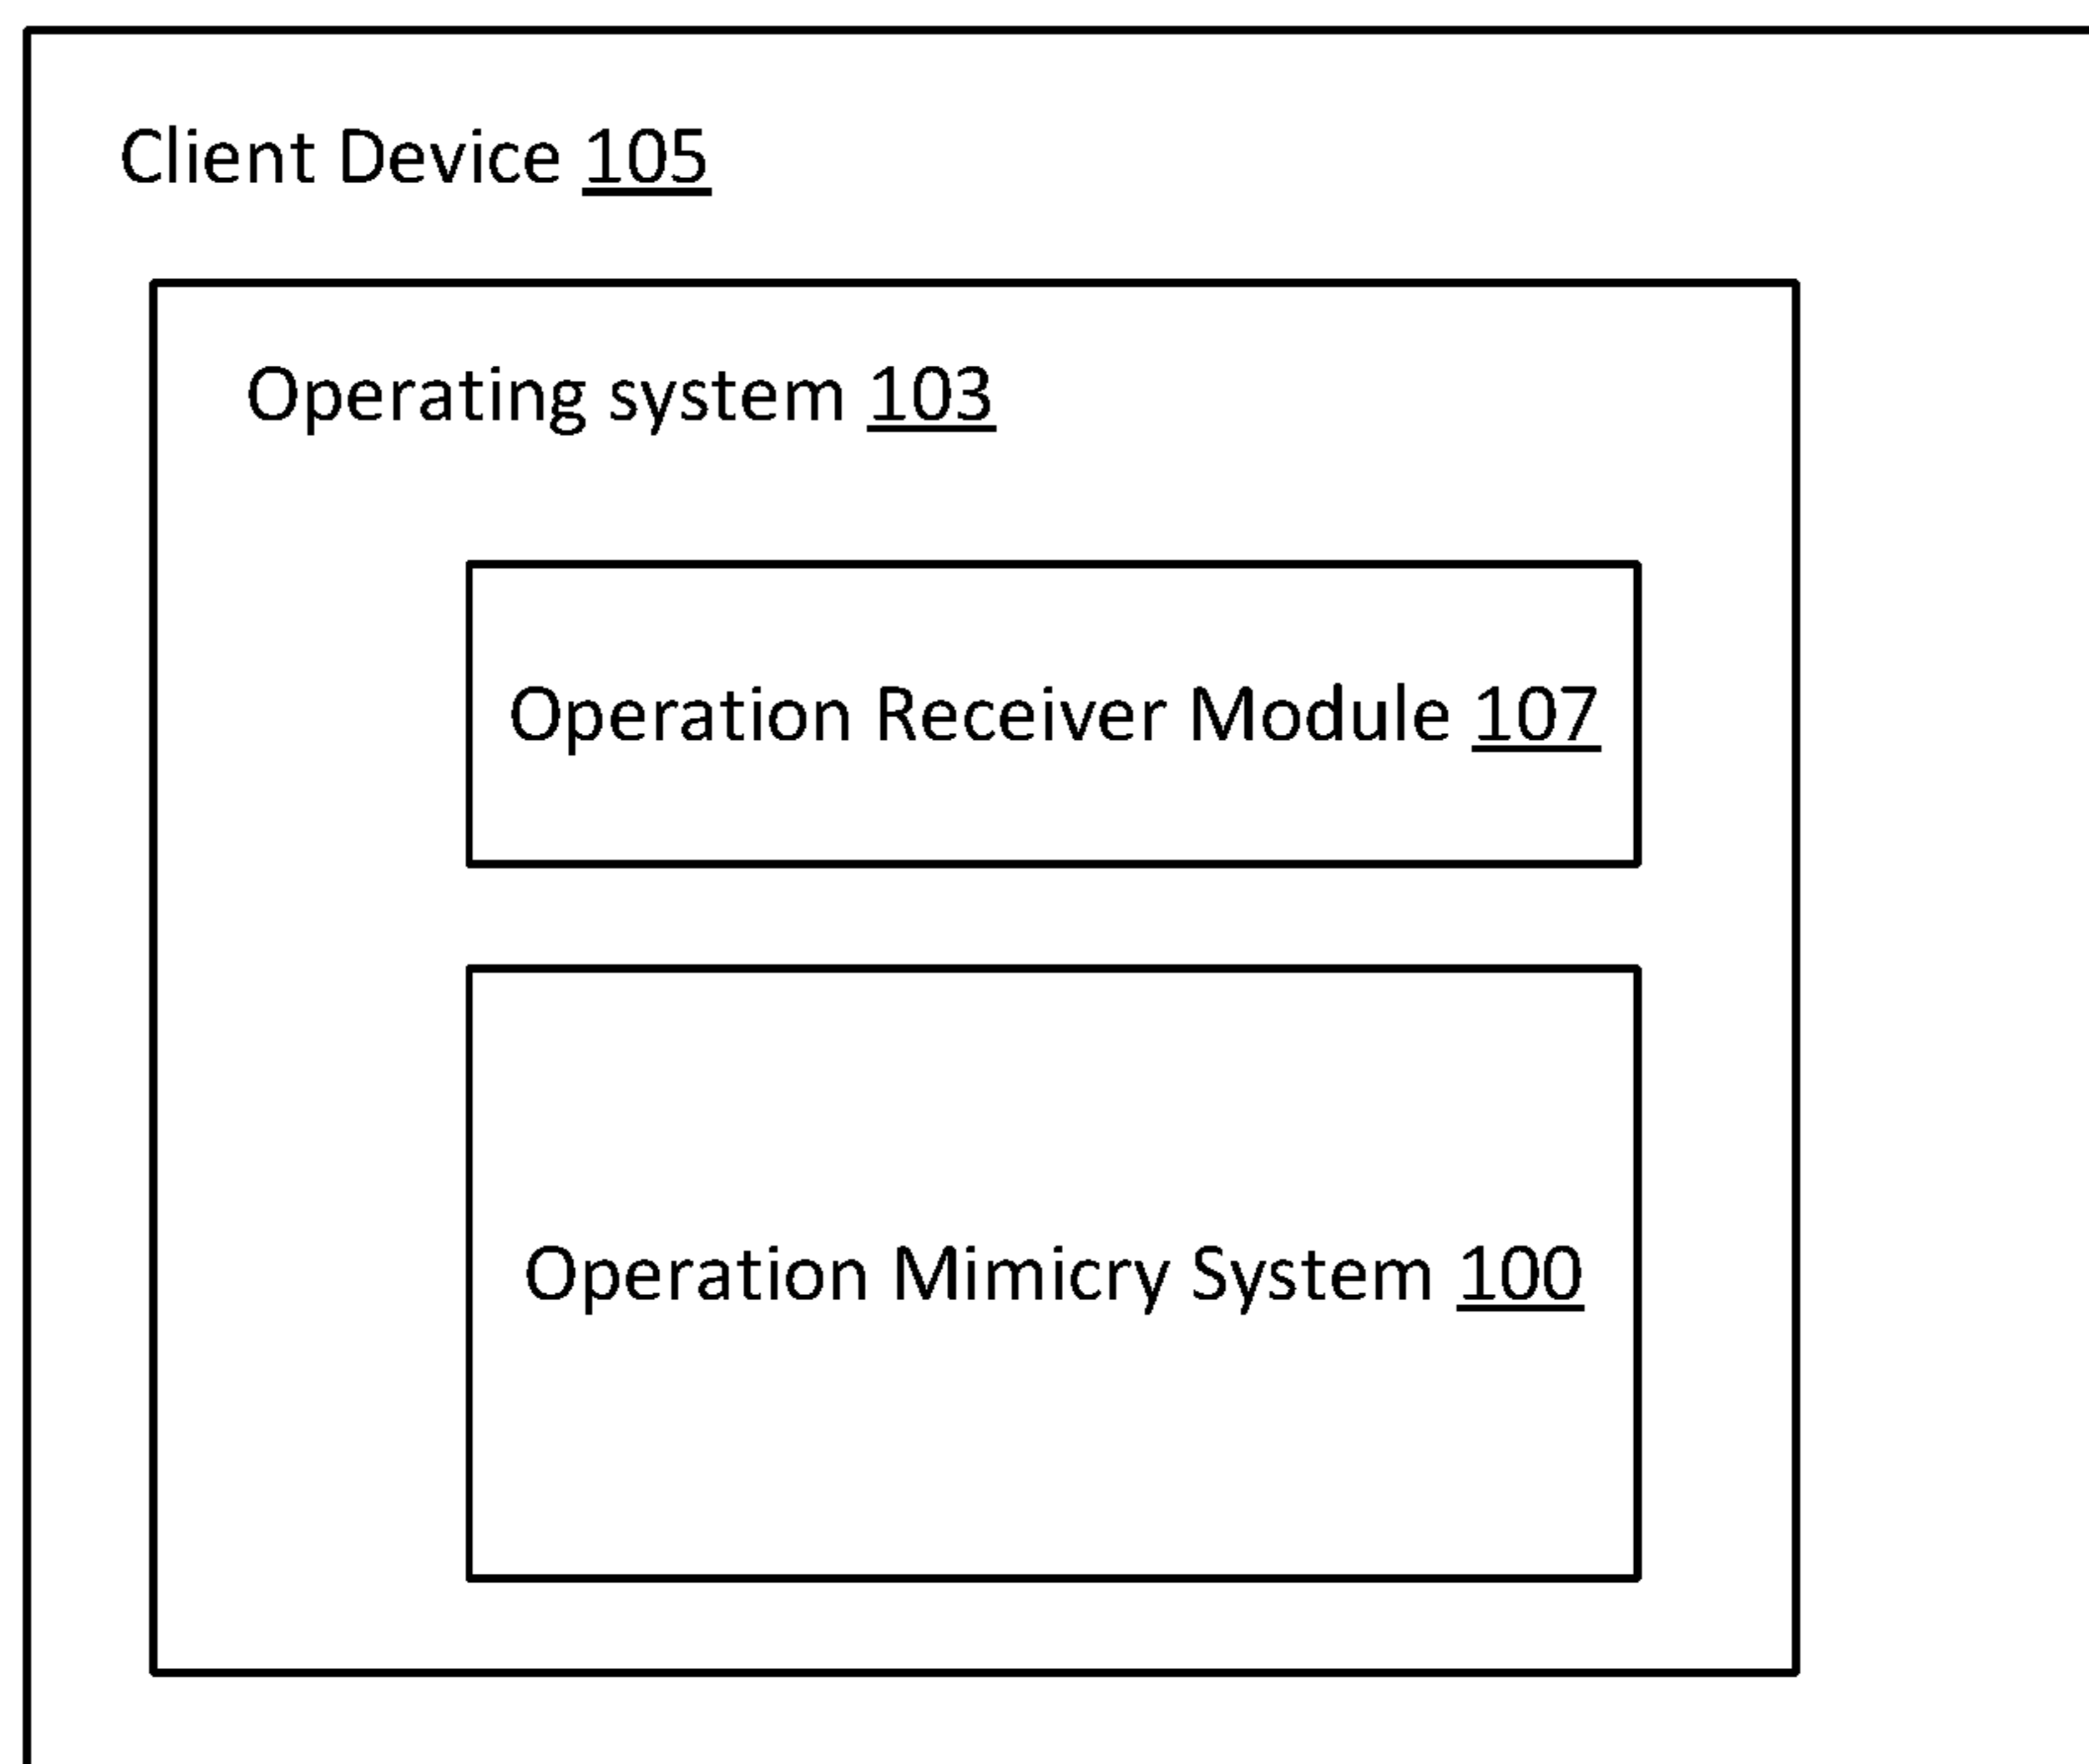 Client Device 105
Operating system 103
Operation Receiver Module 107
Operation Mimicry System 100